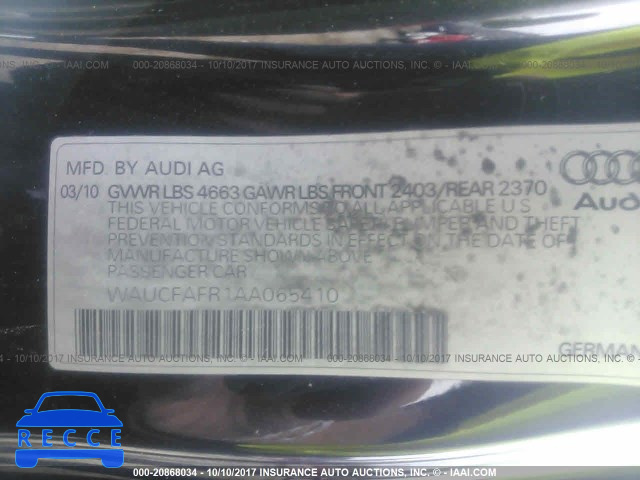 000-20868034 - 10/10/2017 INSURANCE AUTO AUCTIONS, INC. © - IAAI.COM
MFD. BY AUDI AG
03/10 GVWR LBS 4663 GAWR LBS FRONT 2403/REAR 2370
THIS VEHICLE CONFORMS TO ALL APPLICABLE U S
FEDERAL MOTOR VEHICLE SAFETY BUMPER AND THEFT
PREVENTION STANDARDS IN EFFECT ON THE DATE OF
MANUFACTURE SHOWN ABOVE
PASSENGER CAR
WAUCFAFR1AA065410
Audi
GERMAN
000-20868034 - 10/10/2017 INSURANCE AUTO AUCTIONS, INC. © - IAAI.COM
RECCE
000-20868034 - 10/10/2017 INSURANCE AUTO AUCTIONS, INC. © - IAAI.COM